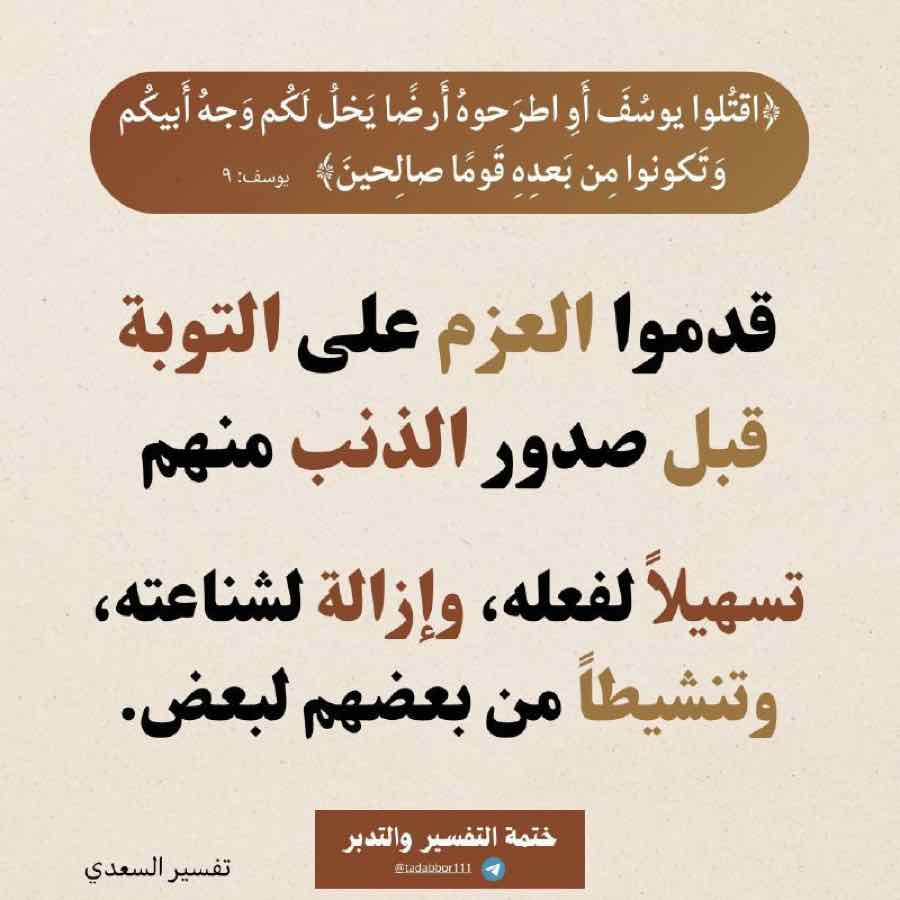 ﴿اقتُلوا يوسُفَ أَوِ اطرَحوهُ أَرضًا يَخلُ لَكُم وَجهُ أَبيكُم
وَتَكونوا مِن بَعدِهِ قَومًا صالِحينَ﴾ يوسف: ٩
قدموا العزم على التوبة
قبل صدور الذنب منهم
تسهيلاً لفعله، وإزالة لشناعته،
وتنشيطاً من بعضهم لبعض.
ختمة التفسير والتدبر
@tadabbor111
تفسير السعدي